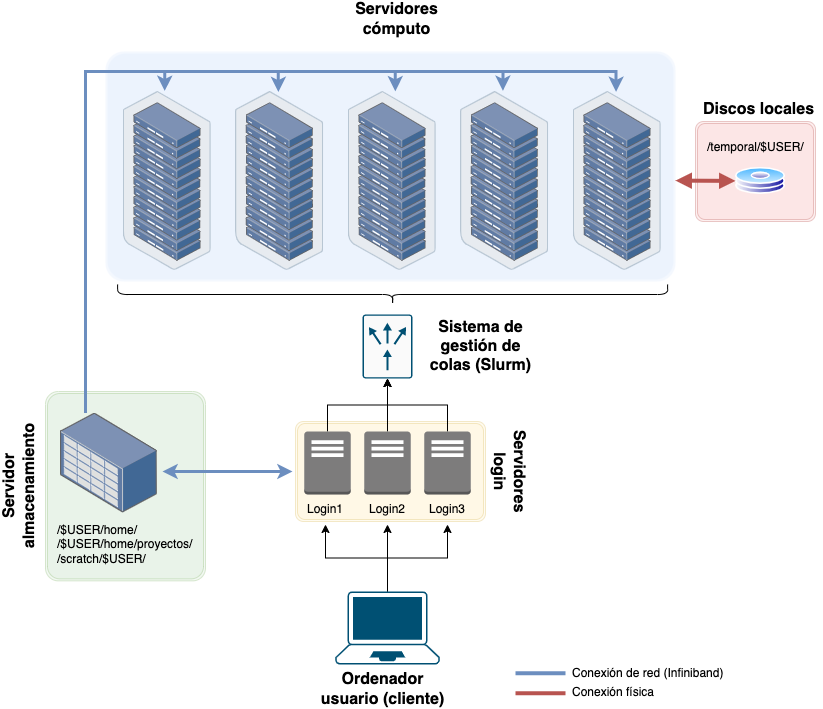 Servidores
cómputo
Discos locales
/temporal/$USER/
Sistema de
gestión de
colas (Slurm)
Servidor
almacenamiento
/$USER/home/
/$USER/home/proyectos/
/scratch/$USER/
Servidores
login
Login1
Login2
Login3
Ordenador
usuario (cliente)
Conexión de red (Infiniband)
Conexión física